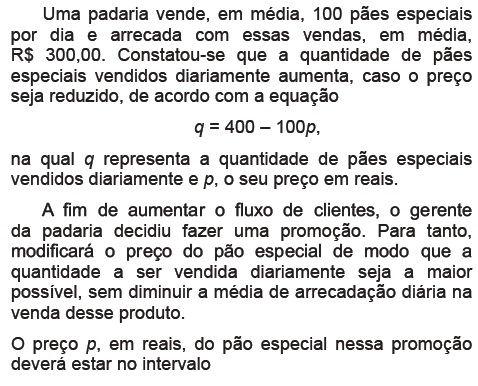 Uma padaria vende, em média, 100 pães especiais
por dia e arrecada com essas vendas, em média,
R$ 300,00. Constatou-se que a quantidade de pães
especiais vendidos diariamente aumenta, caso o preço
seja reduzido, de acordo com a equação
q = 400 – 100p,
na qual q representa a quantidade de pães especiais
vendidos diariamente e p, o seu preço em reais.
A fim de aumentar o fluxo de clientes, o gerente
da padaria decidiu fazer uma promoção. Para tanto,
modificará o preço do pão especial de modo que a
quantidade a ser vendida diariamente seja a maior
possível, sem diminuir a média de arrecadação diária na
venda desse produto.
O preço p, em reais, do pão especial nessa promoção
deverá estar no intervalo